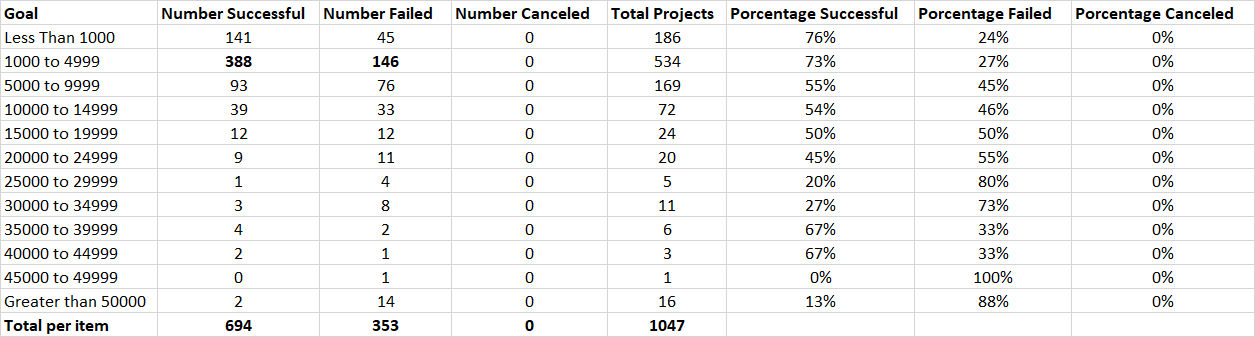 Goal Number Successful Number Failed Number Canceled Total Projects Porcentage Successful Porcentage Failed Porcentage Canceled
Less Than 1000 141 45 0 186 76% 24% 0%
1000 to 4999 388 146 0 534 73% 27% 0%
5000 to 9999 93 76 0 169 55% 45% 0%
10000 to 14999 39 33 0 72 54% 46% 0%
15000 to 19999 12 12 0 24 50% 50% 0%
20000 to 24999 9 11 0 20 45% 55% 0%
25000 to 29999 1 4 0 5 20% 80% 0%
30000 to 34999 3 8 0 11 27% 73% 0%
35000 to 39999 4 2 0 6 67% 33% 0%
40000 to 44999 2 1 0 3 67% 33% 0%
45000 to 49999 0 1 0 1 0% 100% 0%
Greater than 50000 2 14 0 16 13% 88% 0%
Total per item 694 353 0 1047